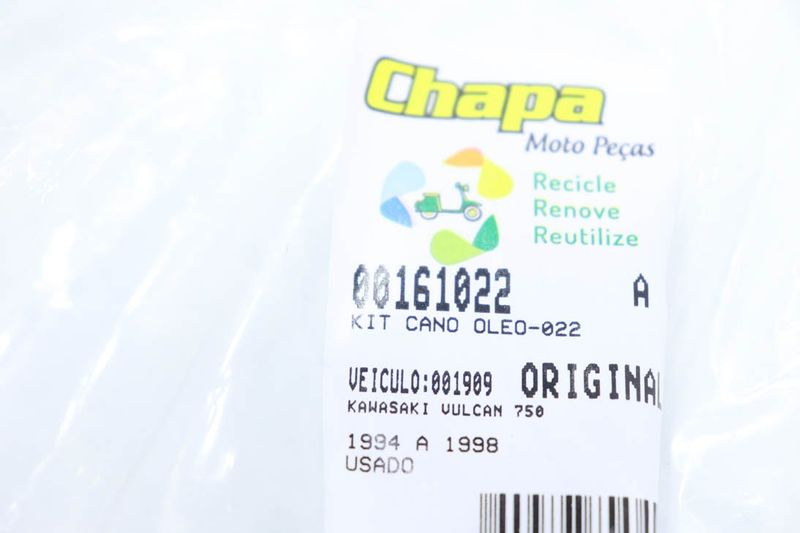 Chapa
Moto Peças
Recicle
Renove
Reutilize
00161022 A
KIT CANO OLEO-022
VEICULO:001909 ORIGINAL
KAWASAKI VULCAN 750
1994 A 1998
USADO